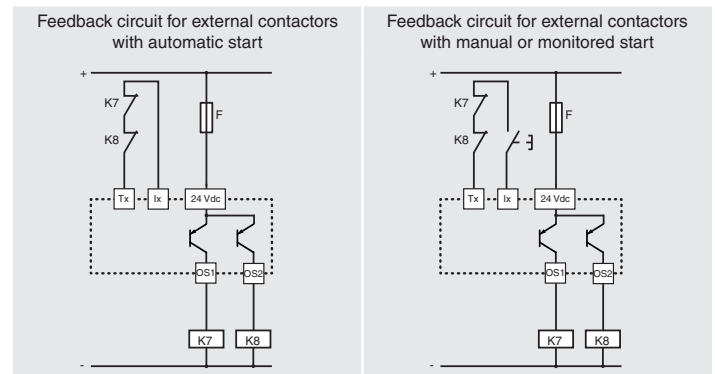 Feedback circuit for external contactors
with automatic start
+
K7
K8
F
Tx
Ix
24 Vdc
OS1
OS2
K7
K8
-
Feedback circuit for external contactors
with manual or monitored start
+
K7
K8
F
Tx
Ix
24 Vdc
OS1
OS2
K7
K8
-